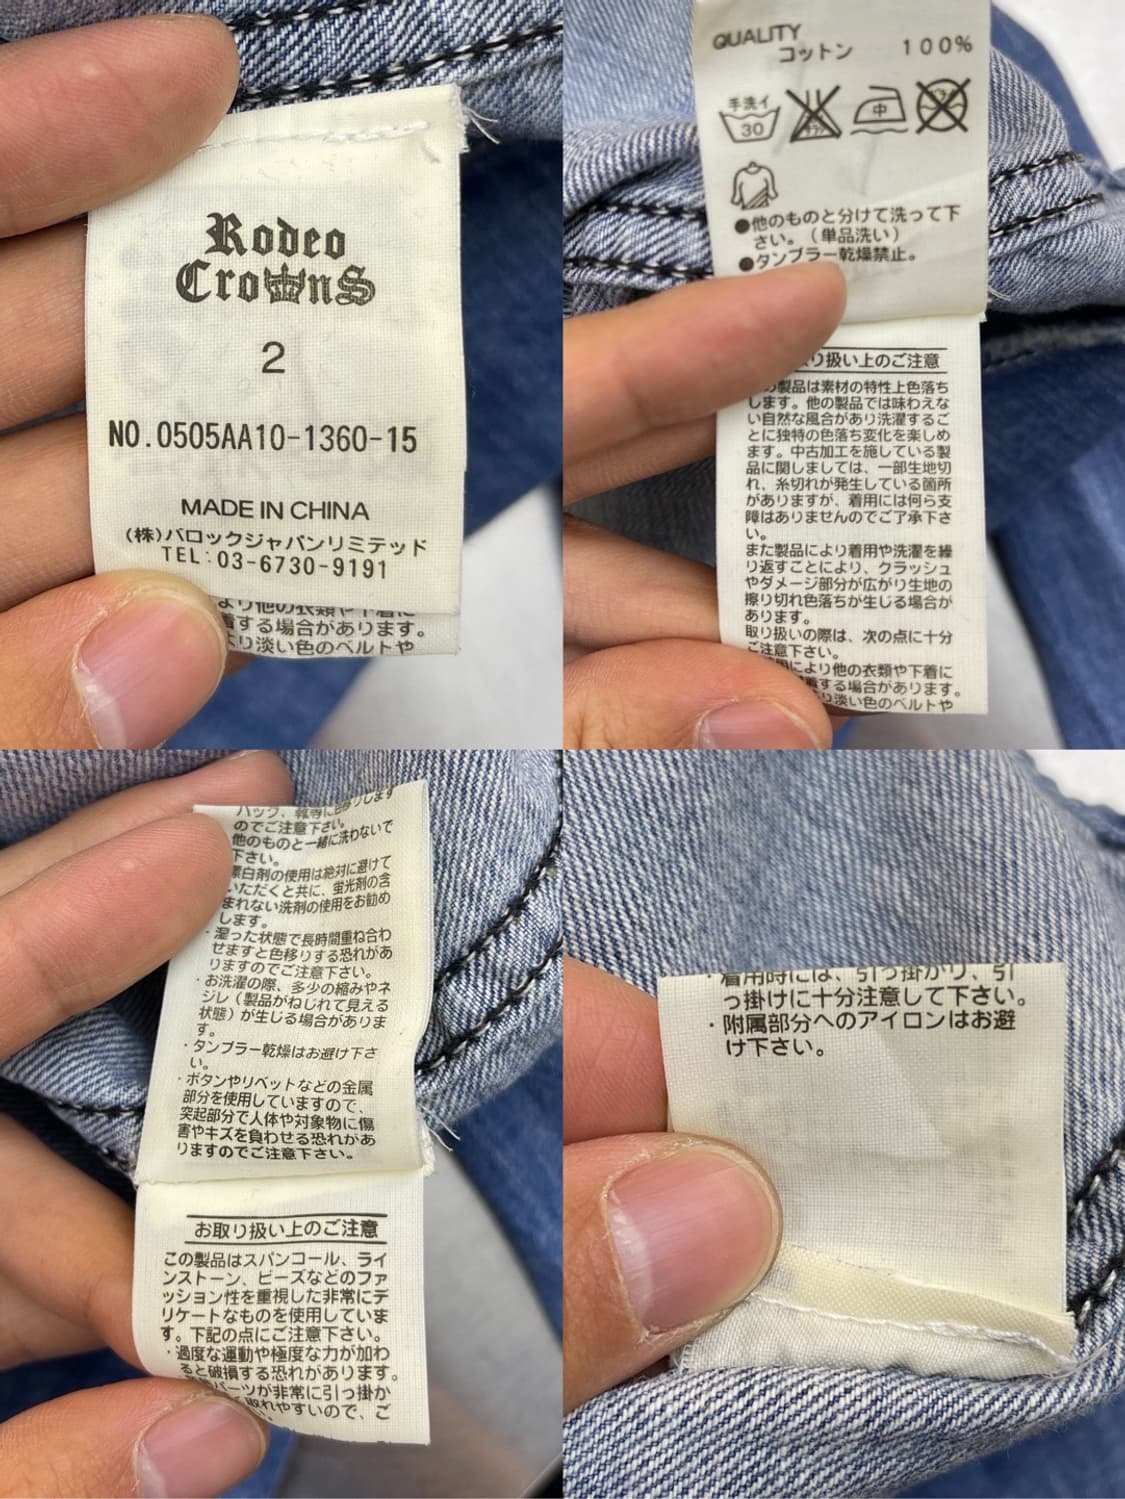 Rodeo
Crowns
2
NO.0505AA10-1360-15
MADE IN CHINA
(株)バロックジャパンリミテッド
TEL:03-6730-9191
より他の衣類や下着に
着する場合があります。
より淡い色のベルトや
QUALITY
コットン 100%
手洗イ
30
中
●他のものと分けて洗って下
さい。(単品洗い)
●タンブラー乾燥禁止。
り扱い上のご注意
の製品は素材の特性上色落ち
します。他の製品では味わえな
い自然な風合があり洗濯するご
とに独特の色落ち変化を楽しめ
ます。中古加工を施している製
品に関しましては、一部生地切
れ、糸切れが発生している箇所
がありますが、着用には何ら支
障はありませんのでご了承下さ
い。
また製品により着用や洗濯を繰
り返すことにより、クラッシュ
やダメージ部分が広がり生地の
擦り切れ色落ちが生じる場合が
あります。
取り扱いの際は、次の点に十分
ご注意下さい。
用により他の衣類や下着に
着する場合があります。
り淡い色のベルトや
バック、靴等に色移りします
のでご注意下さい。
他のものと一緒に洗わないで
下さい。
漂白剤の使用は絶対に避けて
いただくと共に、蛍光剤の含
まれない洗剤の使用をお勧め
します。
・湿った状態で長時間重ね合わ
せますと色移りする恐れがあ
りますのでご注意下さい。
・お洗濯の際、多少の縮みやネ
ジレ(製品がねじれて見える
状態)が生じる場合がありま
す。
・タンブラー乾燥はお避け下さ
い。
・ボタンやリベットなどの金属
部分を使用していますので、
突起部分で人体や対象物に傷
害やキズを負わせる恐れがあ
りますのでご注意下さい。
お取り扱い上のご注意
この製品はスパンコール、ライ
ンストーン、ビーズなどのファ
ッション性を重視した非常にデ
リケートなものを使用していま
す。下記の点にご注意下さい。
・過度な運動や極度な力が加わ
ると破損する恐れがあります。
パーツが非常に引っ掛か
取れやすいので、ご
・着用時には、引っ掛かり、引
っ掛けに十分注意して下さい。
・附属部分へのアイロンはお避
け下さい。